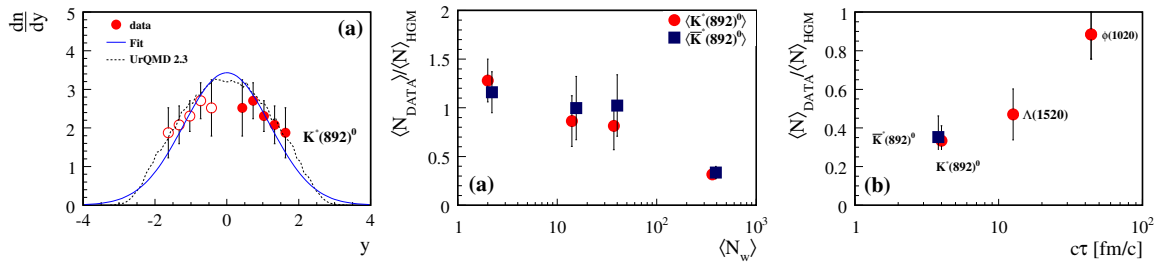 dn
dy
5
4
3
2
1
0
-4
-2
0
2
4
y
data
Fit
UrQMD 2.3
(a)
K*(892)⁰
⟨N_DATA⟩/⟨N⟩_HGM
2
1.5
1
0.5
0
1
10
10²
10³
⟨N_w⟩
⟨K*(892)⁰⟩
⟨K̅*(892)⁰⟩
(a)
⟨N⟩_DATA/⟨N⟩_HGM
1
0.8
0.6
0.4
0.2
0
1
10
cτ [fm/c]
ϕ(1020)
Λ(1520)
K̅*(892)⁰
K*(892)⁰
(b)